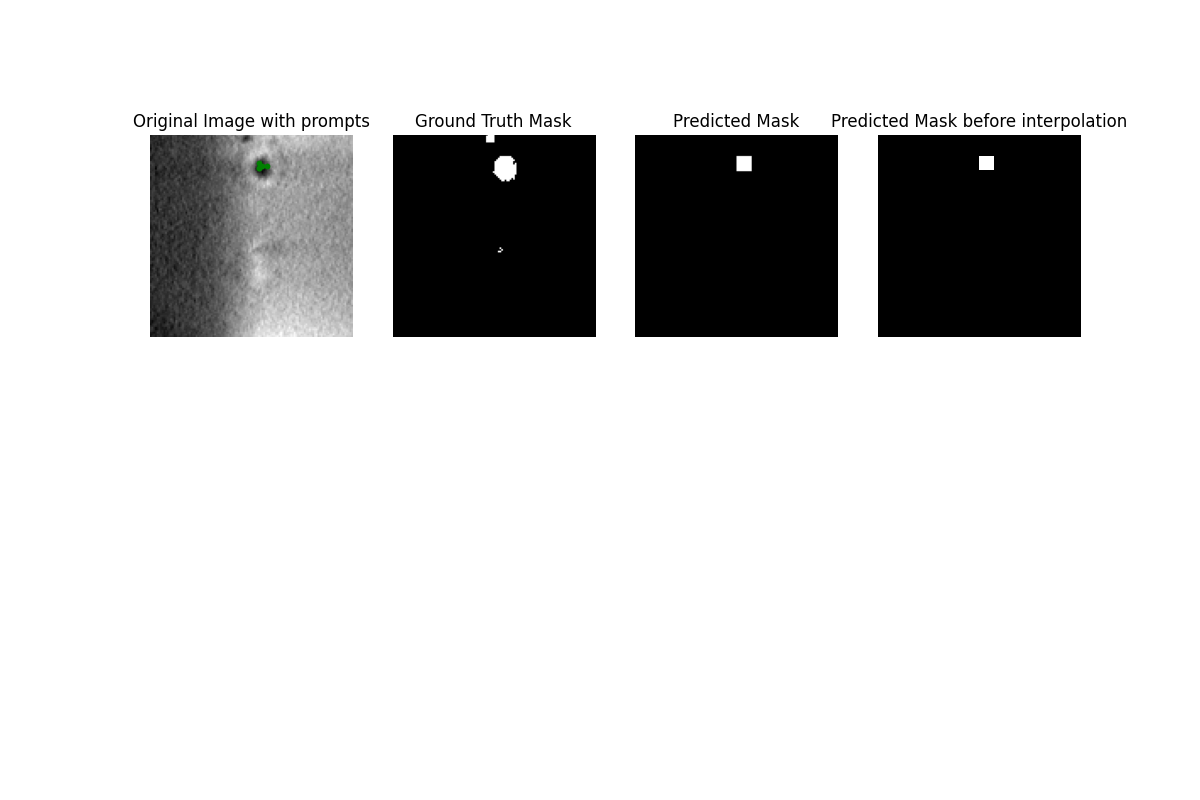 Original Image with prompts
Ground Truth Mask
Predicted Mask
Predicted Mask before interpolation